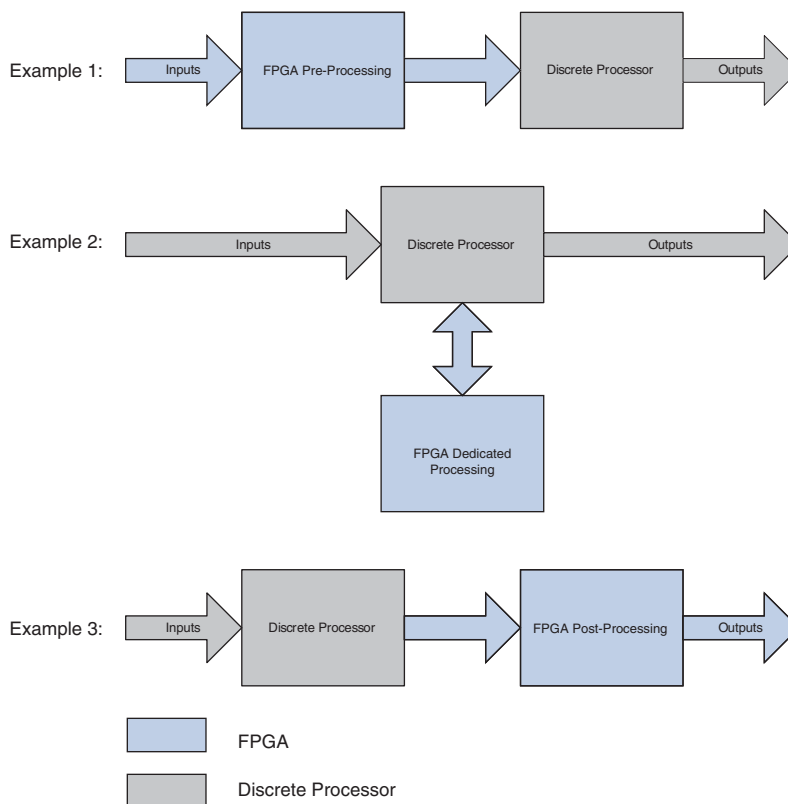 Example 1:
Inputs
FPGA Pre-Processing
Discrete Processor
Outputs
Example 2:
Inputs
Discrete Processor
Outputs
FPGA Dedicated
Processing
Example 3:
Inputs
Discrete Processor
FPGA Post-Processing
Outputs
FPGA
Discrete Processor